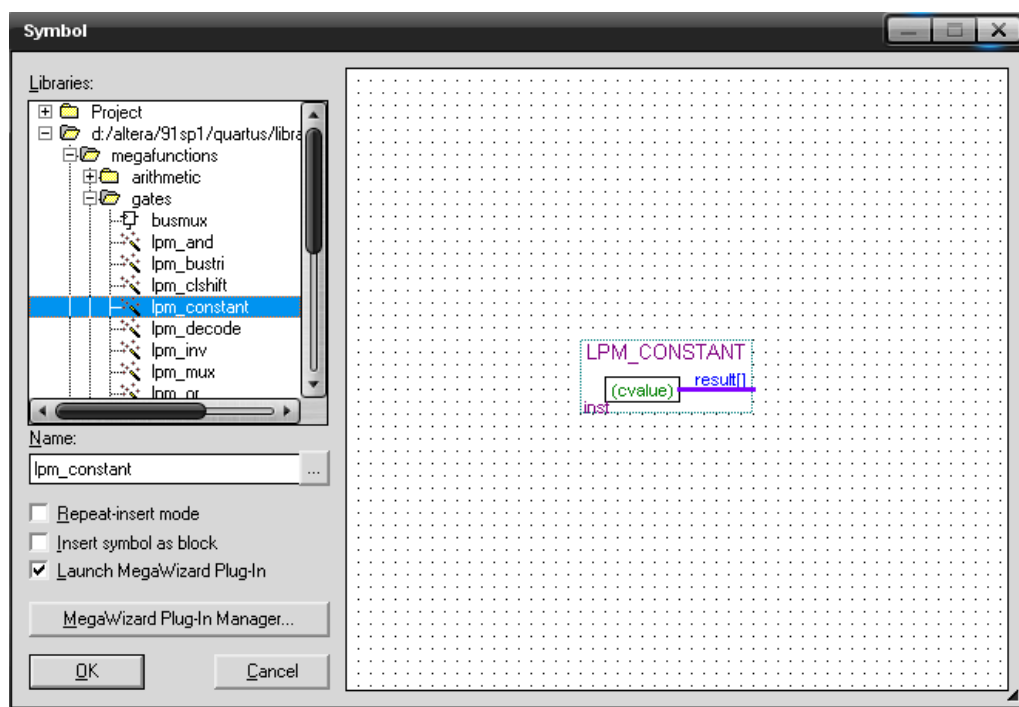 Symbol
Libraries:
Project
d:/altera/91sp1/quartus/libra
megafunctions
arithmetic
gates
busmux
lpm_and
lpm_bustri
lpm_clshift
lpm_constant
lpm_decode
lpm_inv
lpm_mux
lpm_or
Name:
lpm_constant
...
Repeat-insert mode
Insert symbol as block
Launch MegaWizard Plug-In
MegaWizard Plug-In Manager...
OK
Cancel
LPM_CONSTANT
(cvalue)
result[]
inst